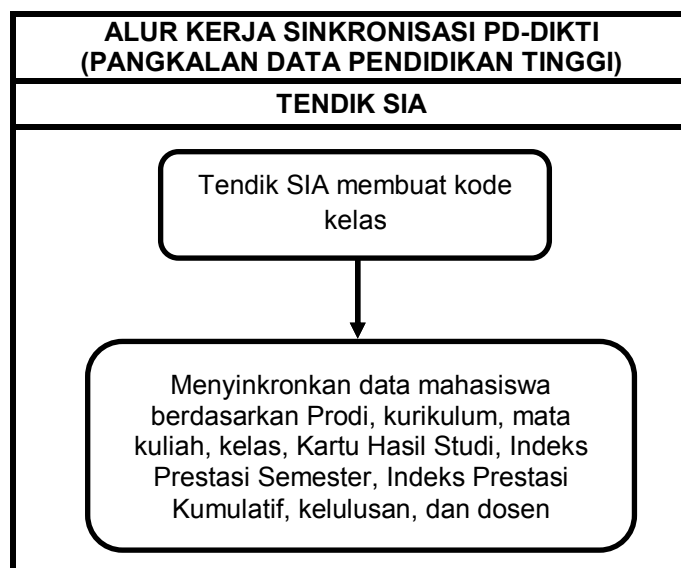 ALUR KERJA SINKRONISASI PD-DIKTI
(PANGKALAN DATA PENDIDIKAN TINGGI)
TENDIK SIA
Tendik SIA membuat kode
kelas
Menyinkronkan data mahasiswa
berdasarkan Prodi, kurikulum, mata
kuliah, kelas, Kartu Hasil Studi, Indeks
Prestasi Semester, Indeks Prestasi
Kumulatif, kelulusan, dan dosen